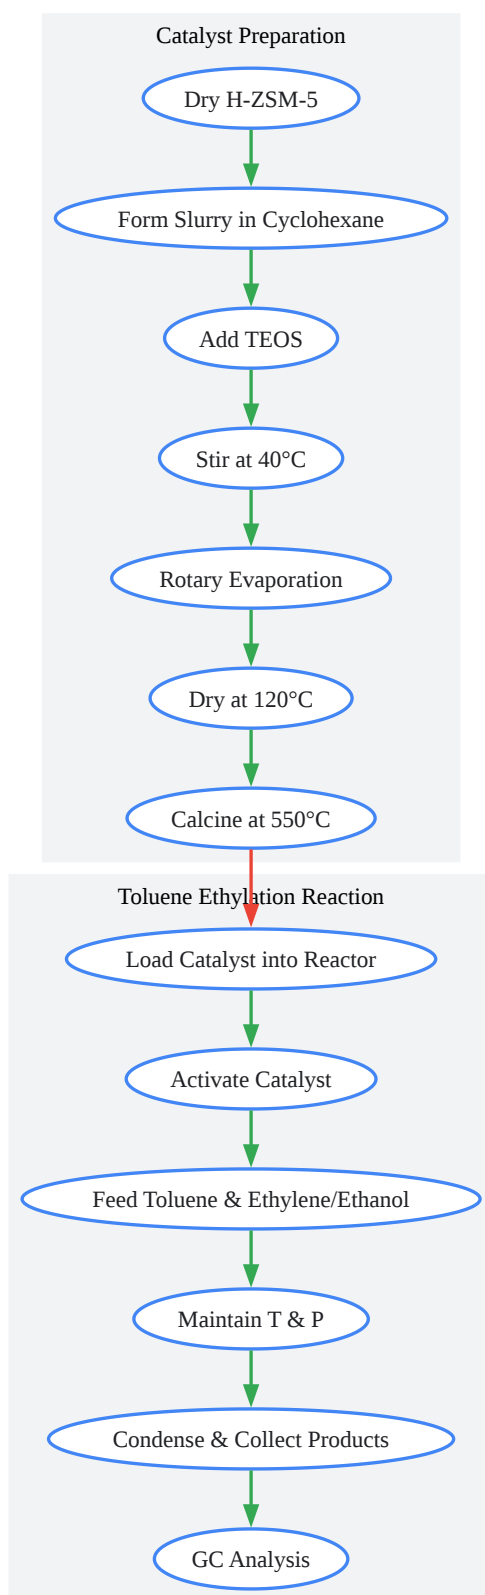 Catalyst Preparation
Dry H-ZSM-5
Form Slurry in Cyclohexane
Add TEOS
Stir at 40°C
Rotary Evaporation
Dry at 120°C
Calcine at 550°C
Toluene Ethylation Reaction
Load Catalyst into Reactor
Activate Catalyst
Feed Toluene & Ethylene/Ethanol
Maintain T & P
Condense & Collect Products
GC Analysis